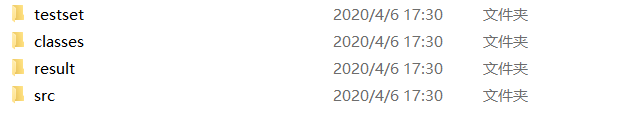 testset 2020/4/6 17:30 文件夹
classes 2020/4/6 17:30 文件夹
result 2020/4/6 17:30 文件夹
src 2020/4/6 17:30 文件夹